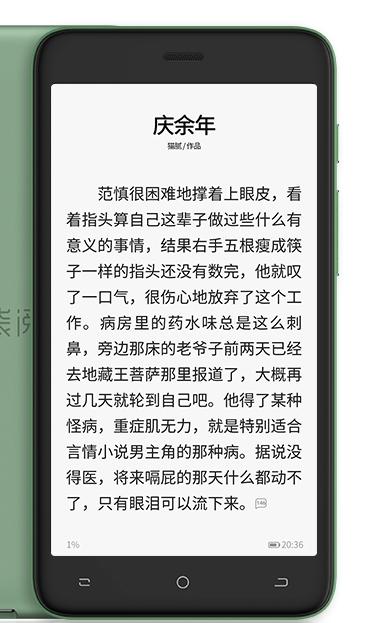 庆余年
猫腻/作品
范慎很困难地撑着上眼皮，看
着指头算自己这辈子做过些什么有
意义的事情，结果右手五根瘦成筷
子一样的指头还没有数完，他就叹
了一口气，很伤心地放弃了这个工
作。病房里的药水味总是这么刺
鼻，旁边那床的老爷子前两天已经
去地藏王菩萨那里报道了，大概再
过几天就轮到自己吧。他得了某种
怪病，重症肌无力，就是特别适合
言情小说男主角的那种病。据说没
得医，将来嗝屁的那天什么都动不
了，只有眼泪可以流下来。
146
1%
20:36